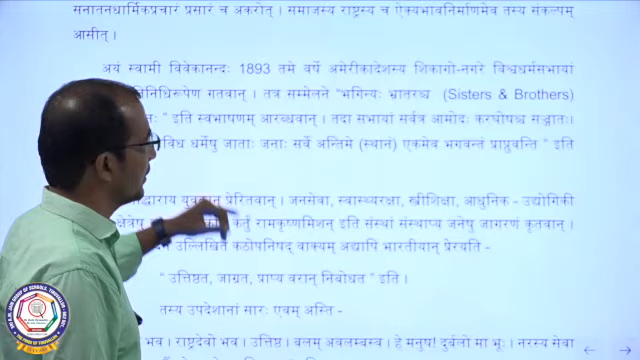 सनातनधार्मिकप्रचारं प्रसारं च अकरोत् । समाजस्य राष्ट्रस्य च ऐक्यभावनिर्माणमेव तस्य संकल्पम्
आसीत् ।
अयं स्वामी विवेकानन्दः 1893 तमे वर्षे अमेरीकादेशस्य शिकागो-नगरे विश्वधर्मसभायां
गतवान् । तत्र सम्मेलने "भगिन्यः भ्रातरश्च (Sisters & Brothers)
इति स्वभाषणम् आरब्धवान् । तदा सभायां सर्वत्र आमोदः करघोषश्च सञ्जातः।
धर्मेषु जाताः जनाः सर्वे अन्तिमे (स्थानं) एकमेव भगवन्तं प्राप्नुवन्ति " इति
युवकान् प्रेरितवान् । जनसेवा, स्वास्थ्यरक्षा, स्त्रीशिक्षा, आधुनिक - उद्योगिकी
कर्तुं रामकृष्णमिशन् इति संस्थां संस्थाप्य जनेषु जागरणं कृतवान् ।
उल्लिखित कठोपनिषद् वाक्यम् अद्यापि भारतीयान् प्रेरयति -
" उत्तिष्ठत, जाग्रत, प्राप्य वरान् निबोधत " इति ।
तस्य उपदेशानां सारः एवम् अस्ति -
भव । राष्ट्रदेवो भव । उत्तिष्ठ । बलम् अवलम्बस्व । हे मनुष्य! दुर्बलो मा भूः । नरस्य सेवा